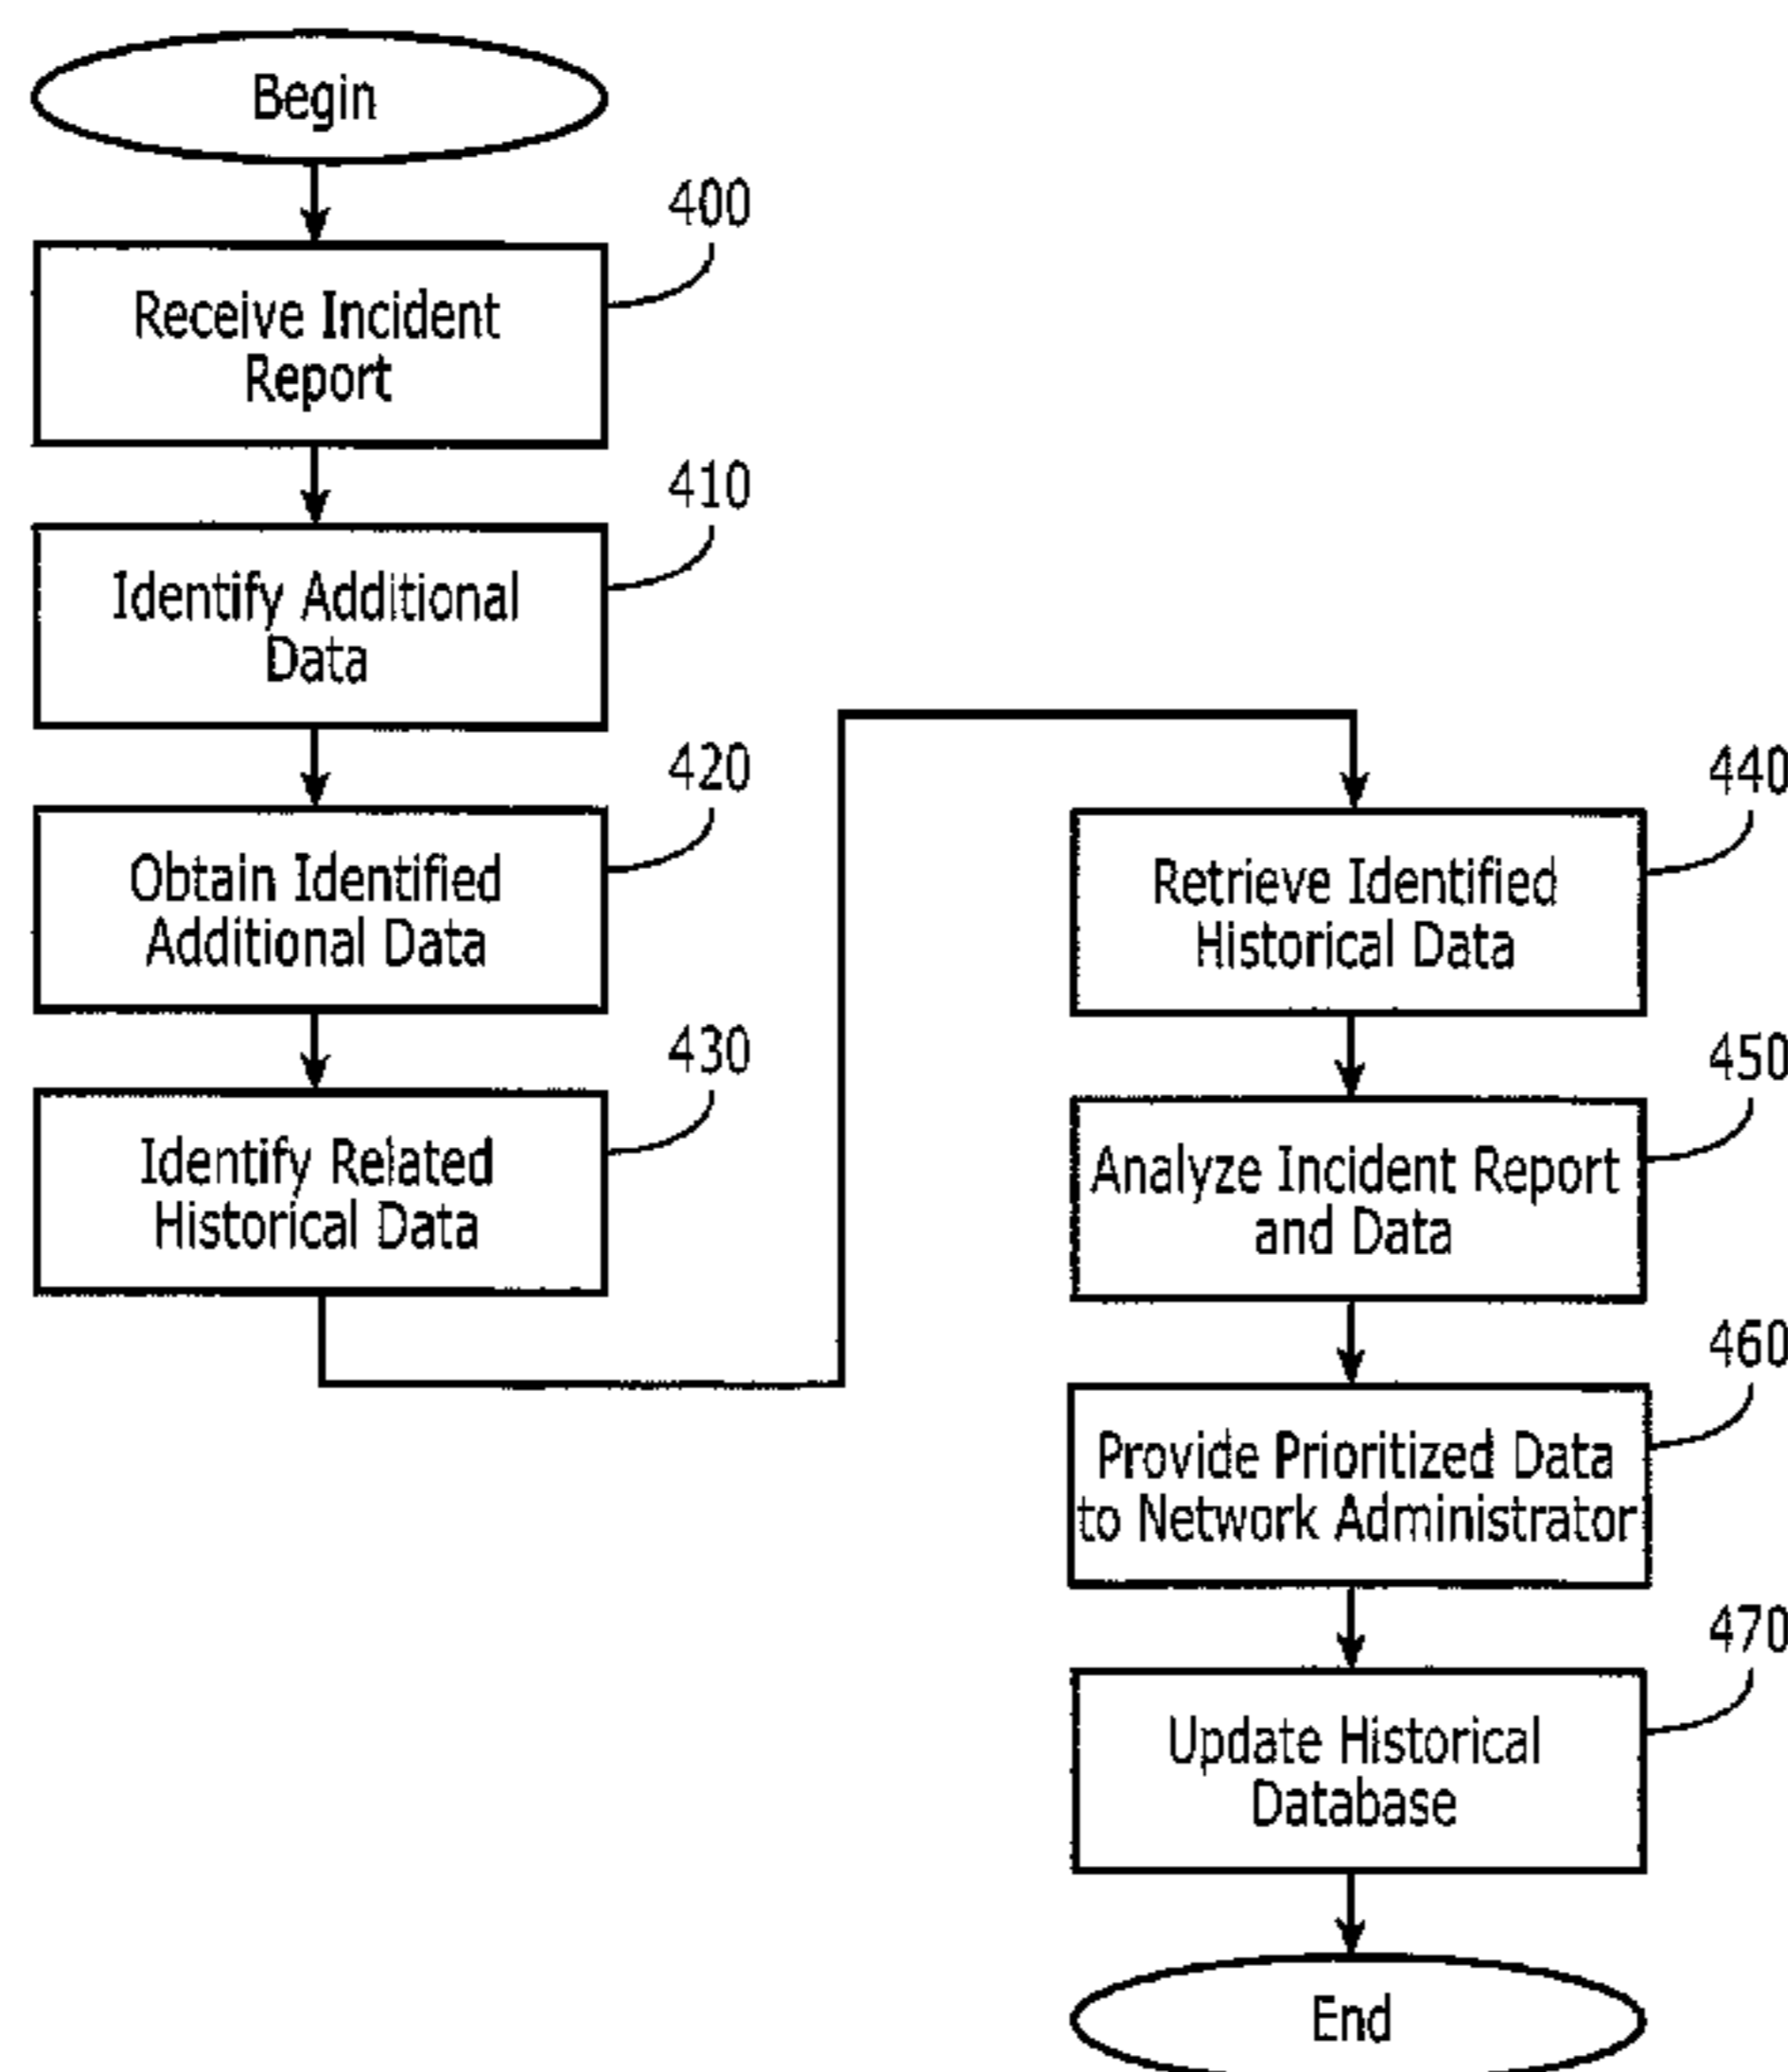 Begin
400
Receive Incident
Report
410
Identify Additional
Data
420
Obtain Identified
Additional Data
430
Identify Related
Historical Data
440
Retrieve Identified
Historical Data
450
Analyze Incident Report
and Data
460
Provide Prioritized Data
to Network Administrator
470
Update Historical
Database
End